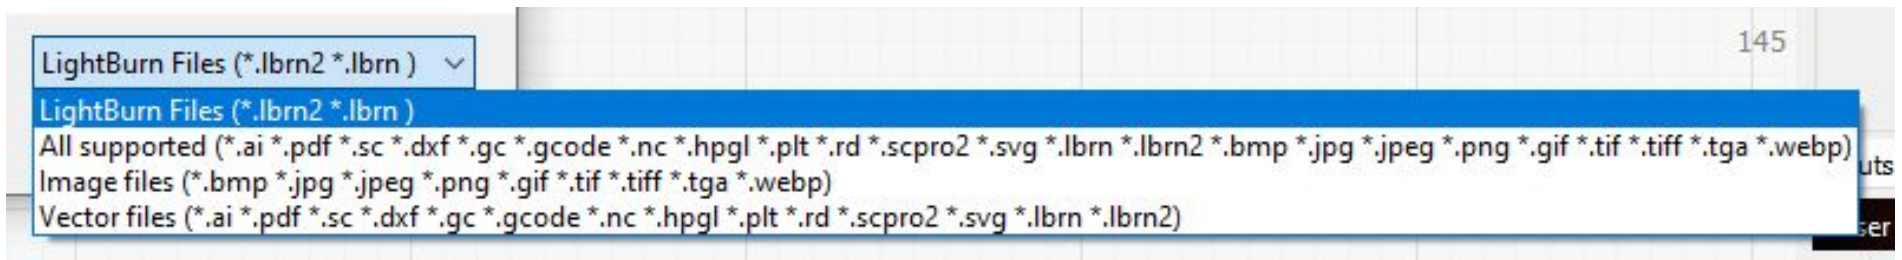 145
LightBurn Files (*.lbrn2 *.lbrn )
LightBurn Files (*.lbrn2 *.lbrn )
All supported (*.ai *.pdf *.sc *.dxf *.gc *.gcode *.nc *.hpgl *.plt *.rd *.scpro2 *.svg *.lbrn *.lbrn2 *.bmp *.jpg *.jpeg *.png *.gif *.tif *.tiff *.tga *.webp)
uts
Image files (*.bmp *.jpg *.jpeg *.png *.gif *.tif *.tiff *.tga *.webp)
Vector files (*.ai *.pdf *.sc *.dxf *.gc *.gcode *.nc *.hpgl *.plt *.rd *.scpro2 *.svg *.lbrn *.lbrn2)
ser